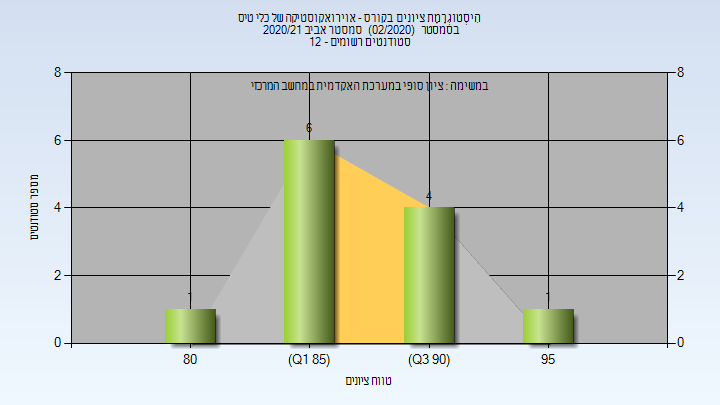 היסטוגרמת ציונים בקורס - אוירואקוסטיקה של כלי טיס
בסמסטר (02/2020) סמסטר אביב 2020/21
סטודנטים רשומים - 12
במשימה : ציון סופי במערכת האקדמית במחשב המרכזי
8 8
6 6
4 4
2 2
0 0
1 6 4 1
מספר סטודנטים
80 (Q1 85) (Q3 90) 95
טווח ציונים